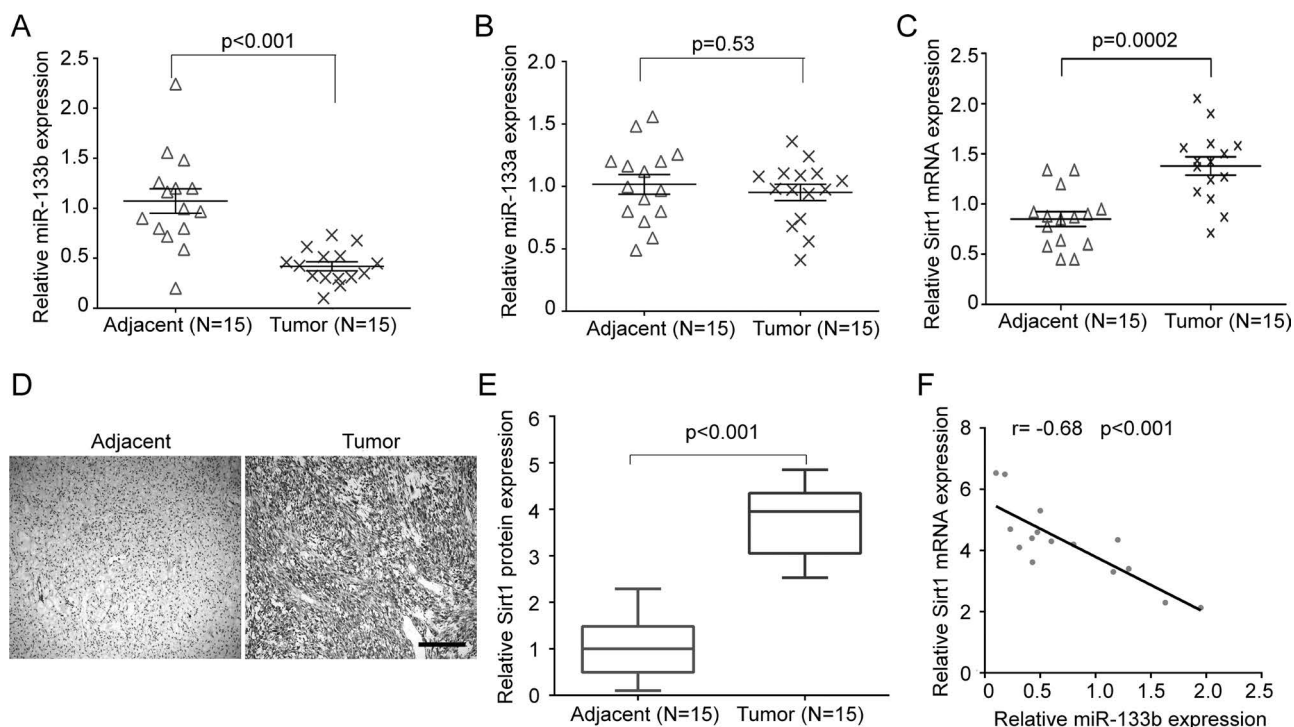 A
p<0.001
Relative miR-133b expression
2.5
2.0
1.5
1.0
0.5
0
Adjacent (N=15)
Tumor (N=15)
B
p=0.53
Relative miR-133a expression
2.0
1.5
1.0
0.5
0.0
Adjacent (N=15)
Tumor (N=15)
C
p=0.0002
Relative Sirt1 mRNA expression
2.5
2.0
1.5
1.0
0.5
0.0
Adjacent (N=15)
Tumor (N=15)
D
Adjacent
Tumor
E
p<0.001
Relative Sirt1 protein expression
6
5
4
3
2
1
0
Adjacent (N=15)
Tumor (N=15)
F
r= -0.68 p<0.001
Relative Sirt1 mRNA expression
8
6
4
2
0
0 0.5 1.0 1.5 2.0 2.5
Relative miR-133b expression